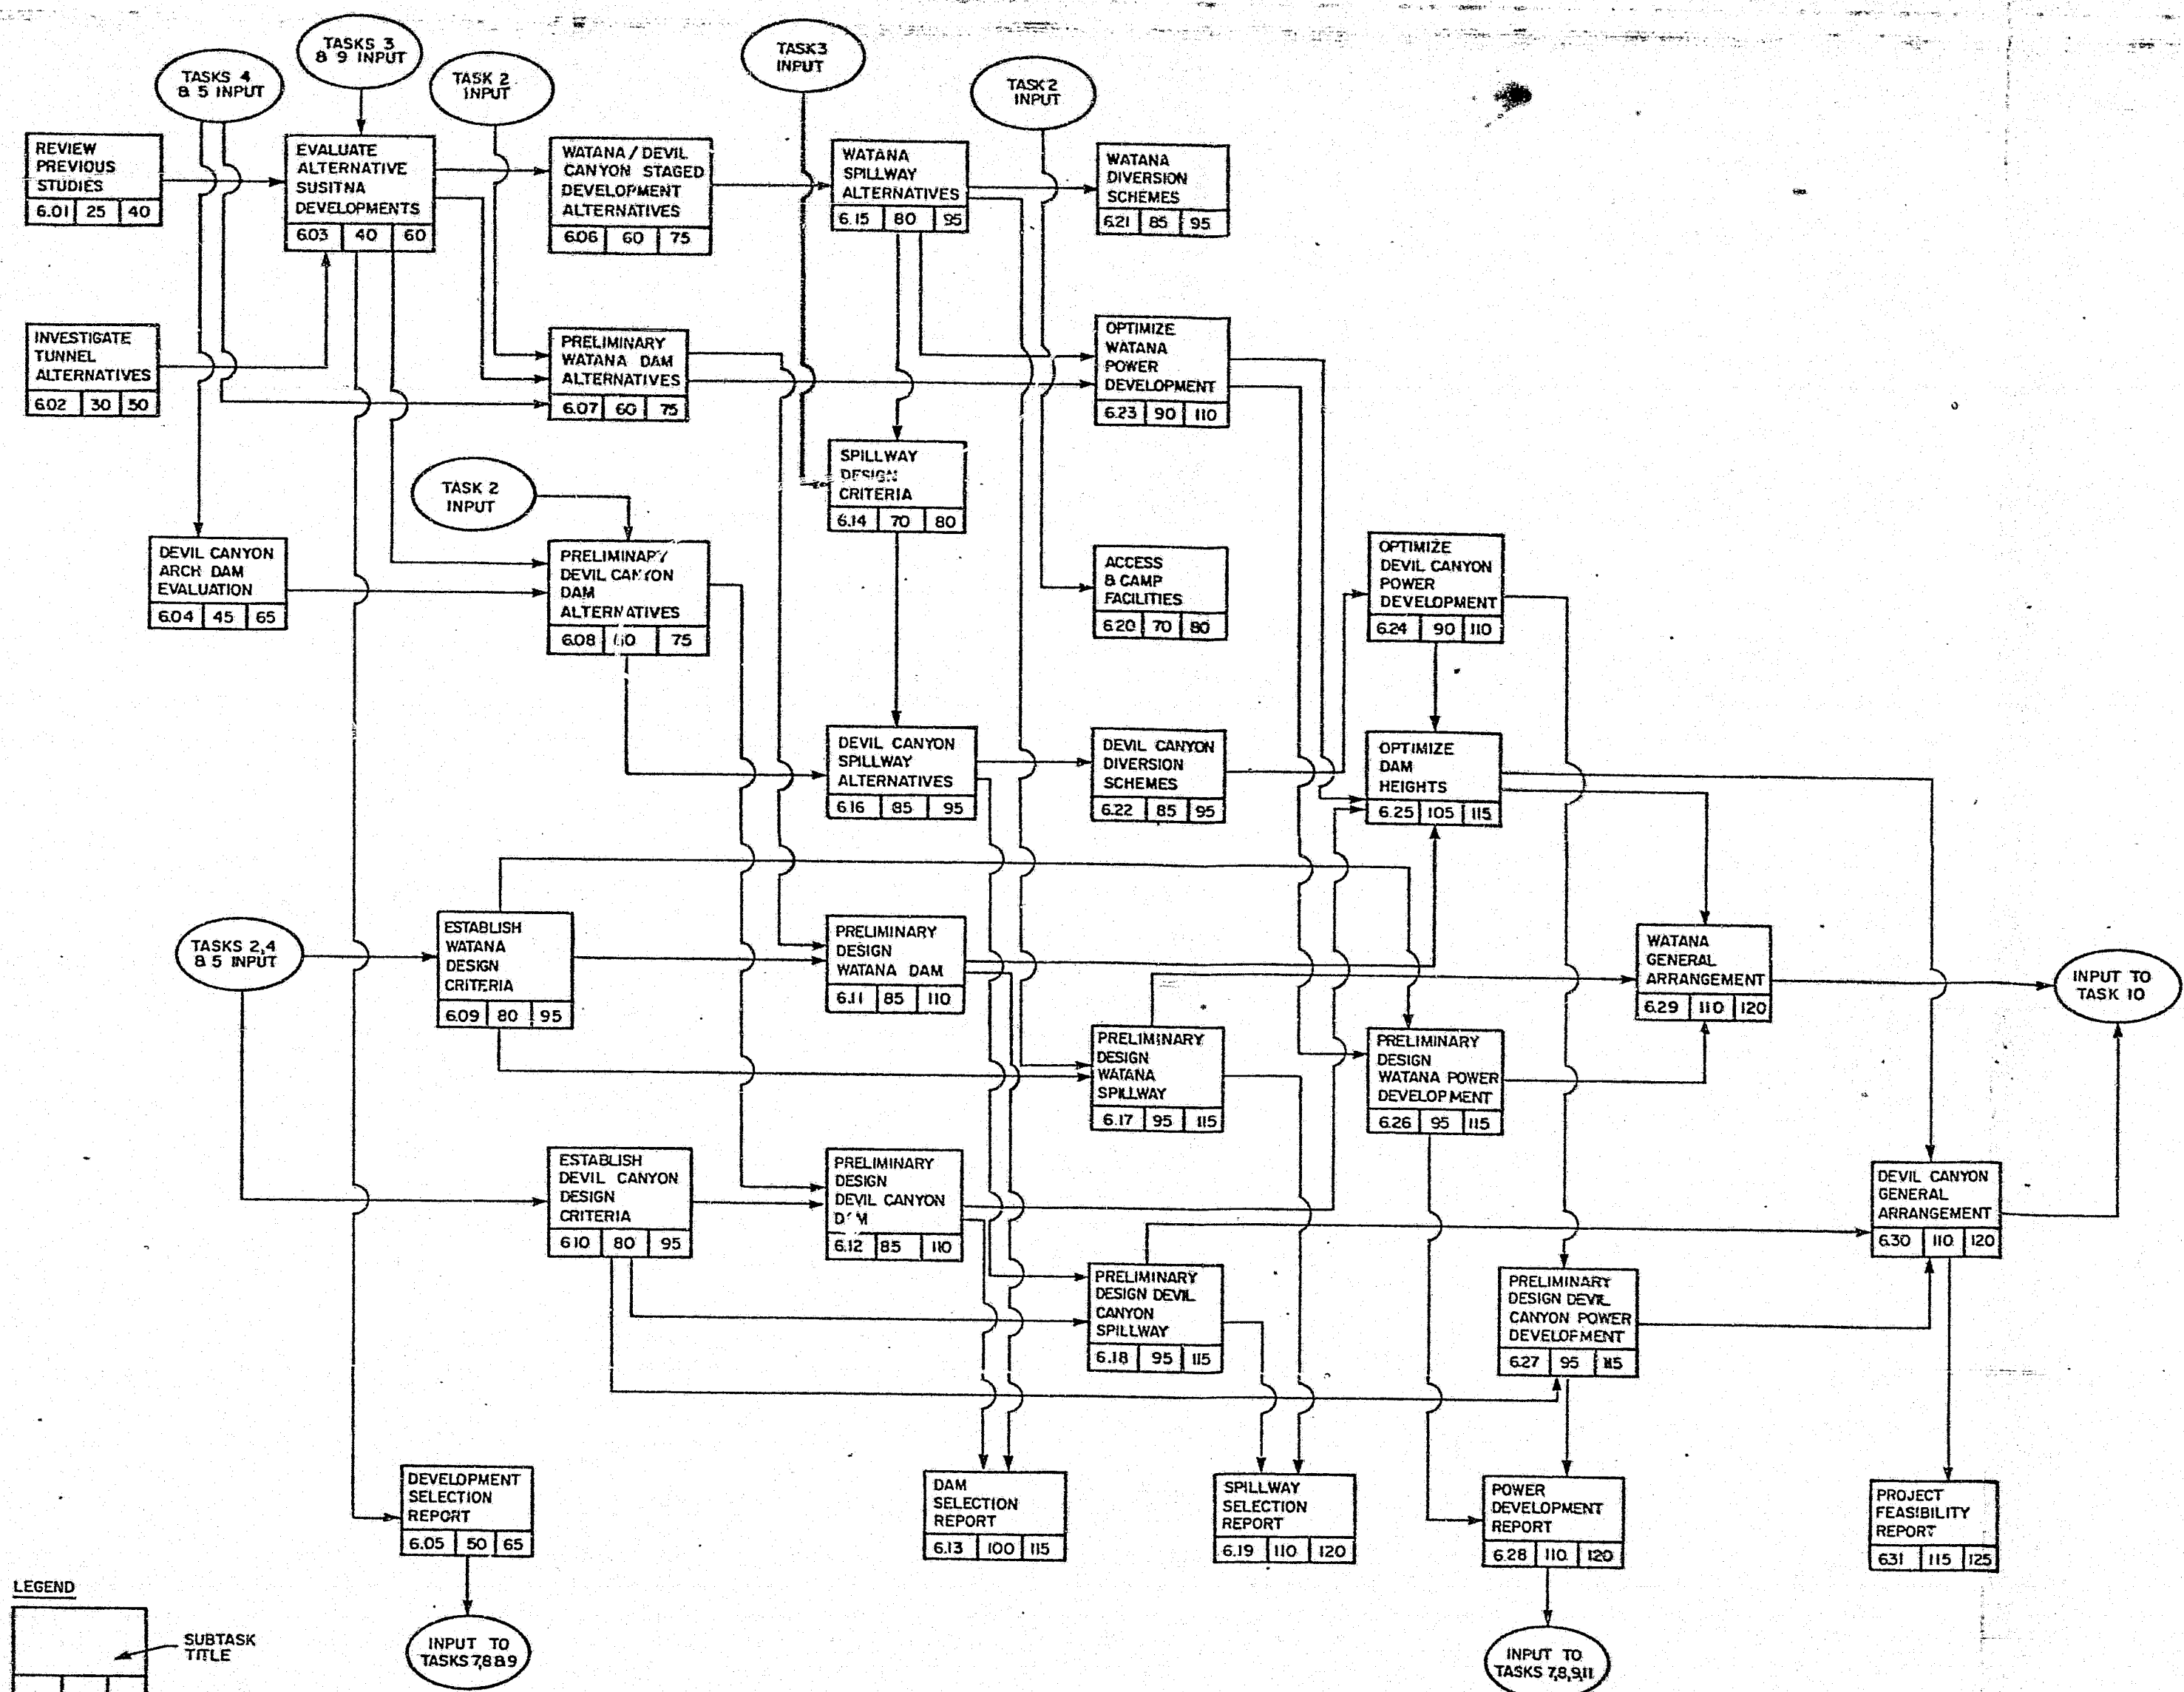 TASKS 4
& 5 INPUT
TASKS 3
& 9 INPUT
TASK 2
INPUT
TASK3
INPUT
TASK 2
INPUT
REVIEW
PREVIOUS
STUDIES
6.01 25 40
EVALUATE
ALTERNATIVE
SUSITNA
DEVELOPMENTS
6.03 40 60
WATANA / DEVIL
CANYON STAGED
DEVELOPMENT
ALTERNATIVES
6.06 60 75
WATANA
SPILLWAY
ALTERNATIVES
6.15 80 95
WATANA
DIVERSION
SCHEMES
6.21 85 95
INVESTIGATE
TUNNEL
ALTERNATIVES
6.02 30 50
PRELIMINARY
WATANA DAM
ALTERNATIVES
6.07 60 75
OPTIMIZE
WATANA
POWER
DEVELOPMENT
6.23 90 110
TASK 2
INPUT
SPILLWAY
DESIGN
CRITERIA
6.14 70 80
DEVIL CANYON
ARCH DAM
EVALUATION
6.04 45 65
PRELIMINARY
DEVIL CANYON
DAM
ALTERNATIVES
6.08 75
ACCESS
& CAMP
FACILITIES
6.20 70 80
OPTIMIZE
DEVIL CANYON
POWER
DEVELOPMENT
6.24 90 110
DEVIL CANYON
SPILLWAY
ALTERNATIVES
6.16 85 95
DEVIL CANYON
DIVERSION
SCHEMES
6.22 85 95
OPTIMIZE
DAM
HEIGHTS
6.25 105 115
TASKS 2,4
& 5 INPUT
ESTABLISH
WATANA
DESIGN
CRITERIA
6.09 80 95
PRELIMINARY
DESIGN
WATANA DAM
6.11 85 110
WATANA
GENERAL
ARRANGEMENT
6.29 110 120
INPUT TO
TASK 10
PRELIMINARY
DESIGN
WATANA
SPILLWAY
6.17 95 115
PRELIMINARY
DESIGN
WATANA POWER
DEVELOPMENT
6.26 95 115
ESTABLISH
DEVIL CANYON
DESIGN
CRITERIA
6.10 80 95
PRELIMINARY
DESIGN
DEVIL CANYON
6.12 85 110
DEVIL CANYON
GENERAL
ARRANGEMENT
6.30 110 120
PRELIMINARY
DESIGN DEVIL
CANYON
SPILLWAY
6.18 95 115
PRELIMINARY
DESIGN DEVIL
CANYON POWER
DEVELOPMENT
6.27 95 115
DEVELOPMENT
SELECTION
REPORT
6.05 50 65
DAM
SELECTION
REPORT
6.13 100 115
SPILLWAY
SELECTION
REPORT
6.19 110 120
POWER
DEVELOPMENT
REPORT
6.28 110 120
PROJECT
FEASIBILITY
REPORT
6.31 115 125
INPUT TO
TASKS 7,8&9
INPUT TO
TASKS 7,8,9,11
LEGEND
SUBTASK
TITLE